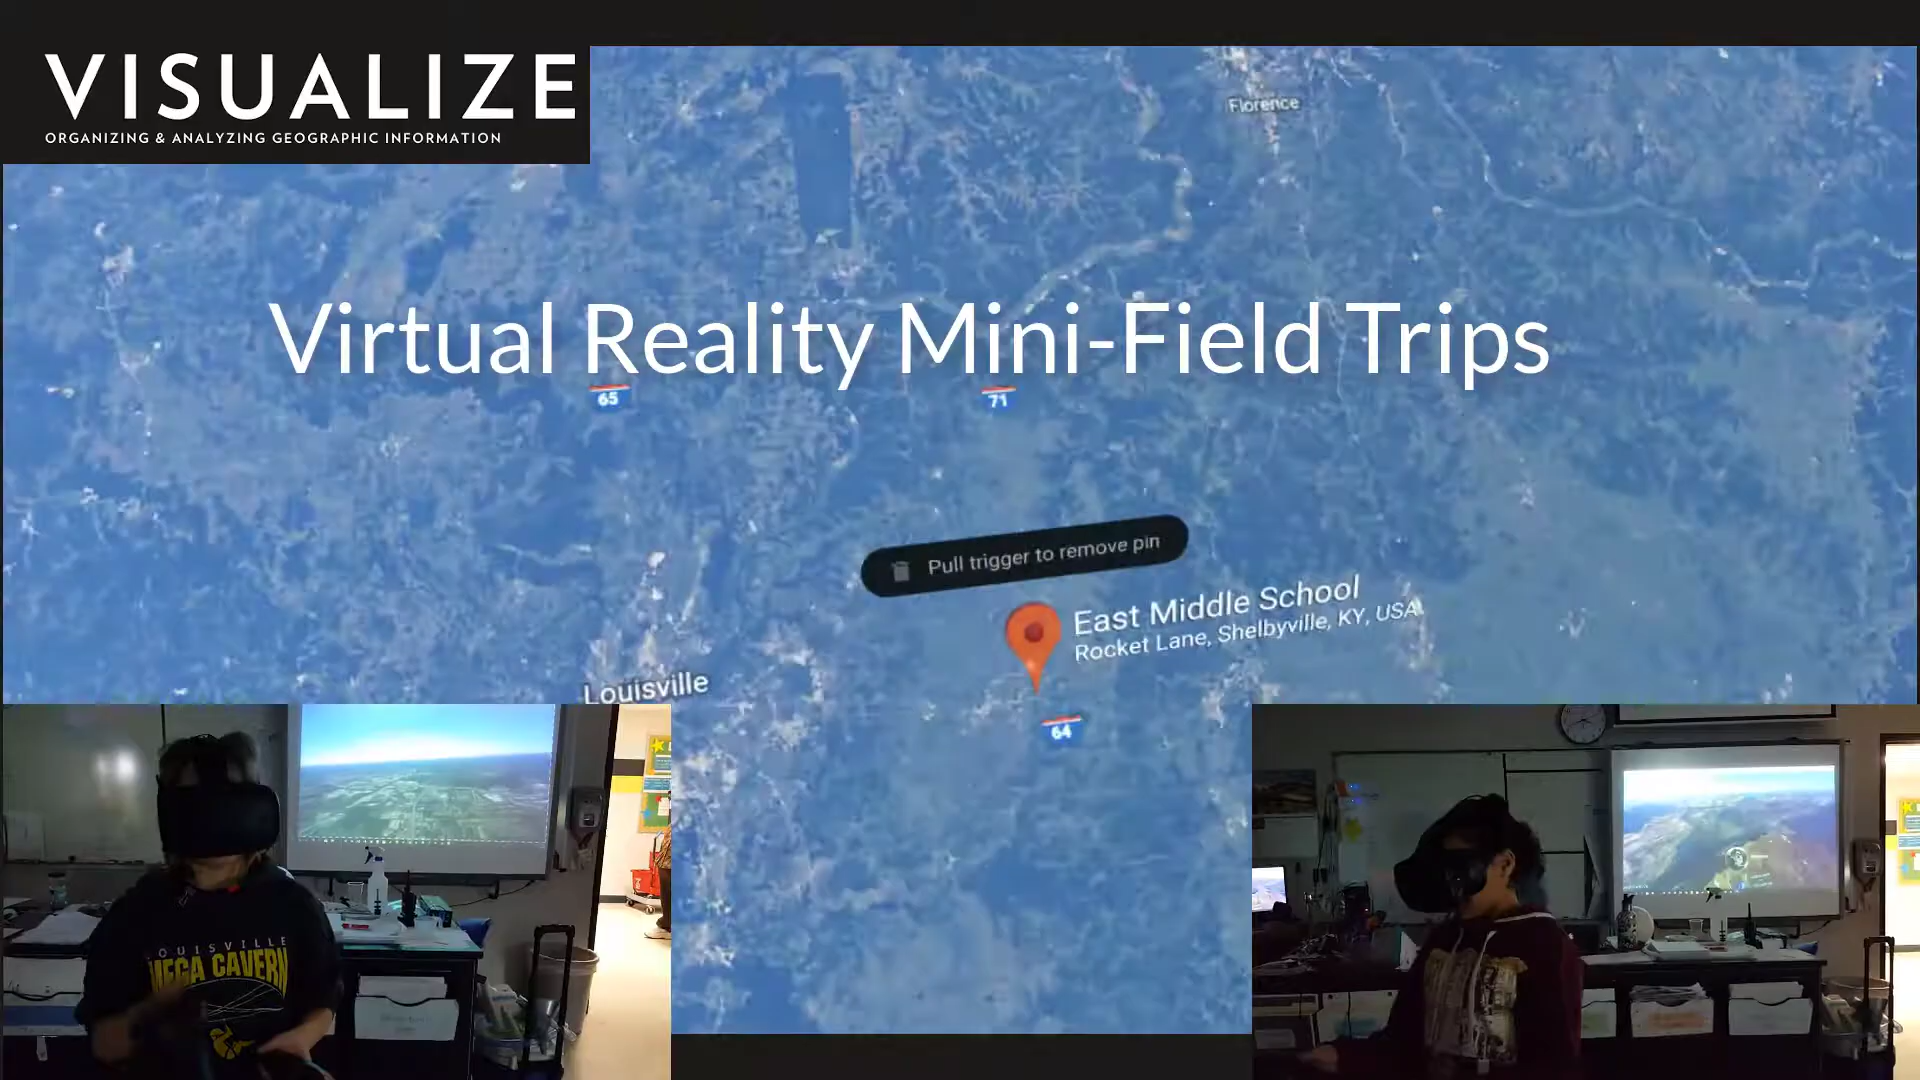 VISUALIZE
ORGANIZING & ANALYZING GEOGRAPHIC INFORMATION
Florence
Virtual Reality Mini-Field Trips
65
71
Pull trigger to remove pin
East Middle School
Rocket Lane, Shelbyville, KY, USA
Louisville
64
LOUISVILLE
MEGA CAVERN